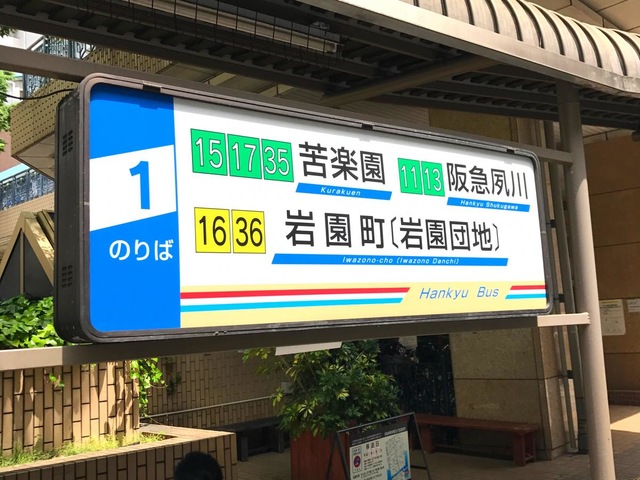 1
のりば
15 17 35 苦楽園 11 13 阪急夙川
Kurakuen Hankyu Shukugawa
16 36 岩園町〔岩園団地〕
Iwazono-cho (Iwazono Danchi)
Hankyu Bus